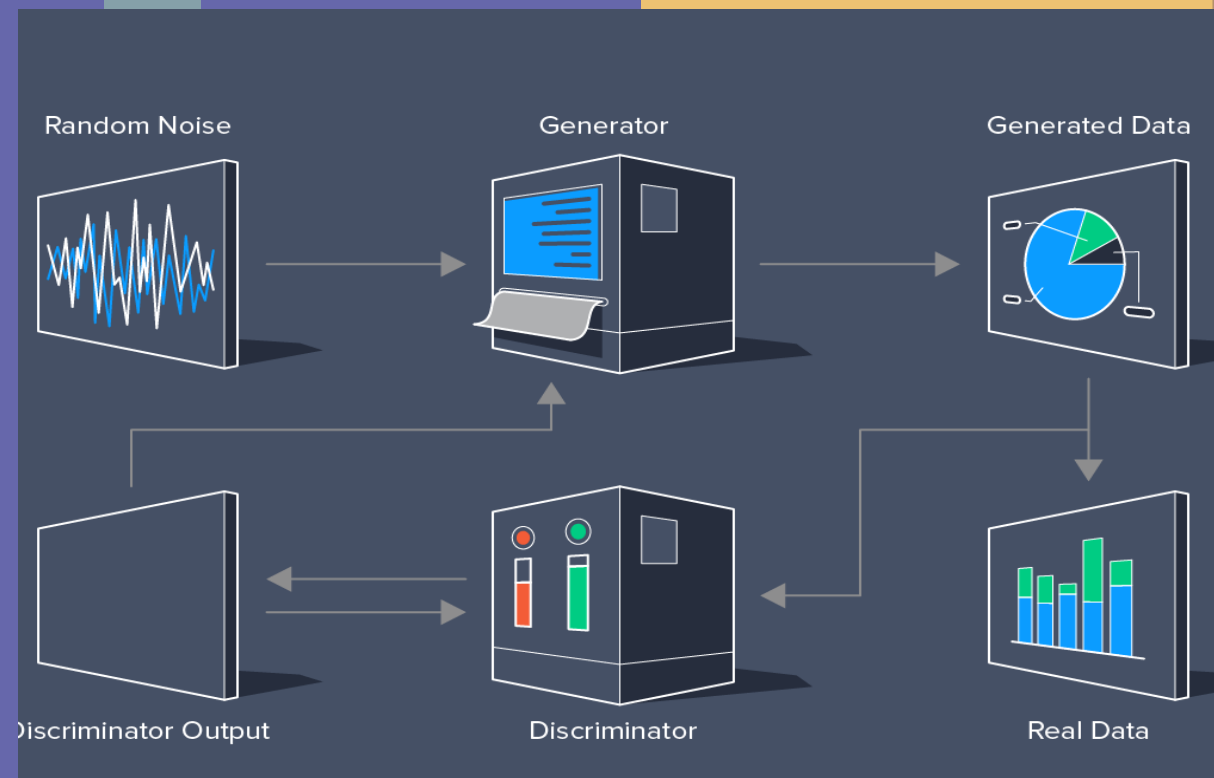 Random Noise
Generator
Generated Data
Discriminator Output
Discriminator
Real Data